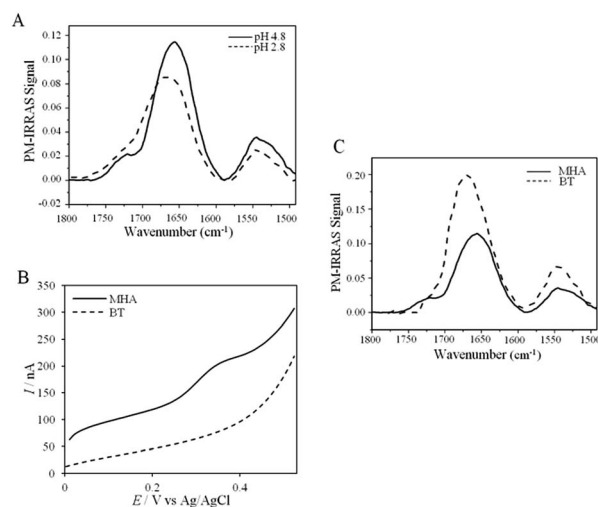 A
0.12
0.10
0.08
0.06
0.04
0.02
0.00
-0.02
PM-IRRAS Signal
pH 4.8
pH 2.8
1800 1750 1700 1650 1600 1550 1500
Wavenumber (cm⁻¹)
B
350
300
250
200
150
100
50
0
I / nA
MHA
BT
0 0.2 0.4
E / V vs Ag/AgCl
C
0.20
0.15
0.10
0.05
0.00
PM-IRRAS Signal
MHA
BT
1800 1750 1700 1650 1600 1550 1500
Wavenumber (cm⁻¹)